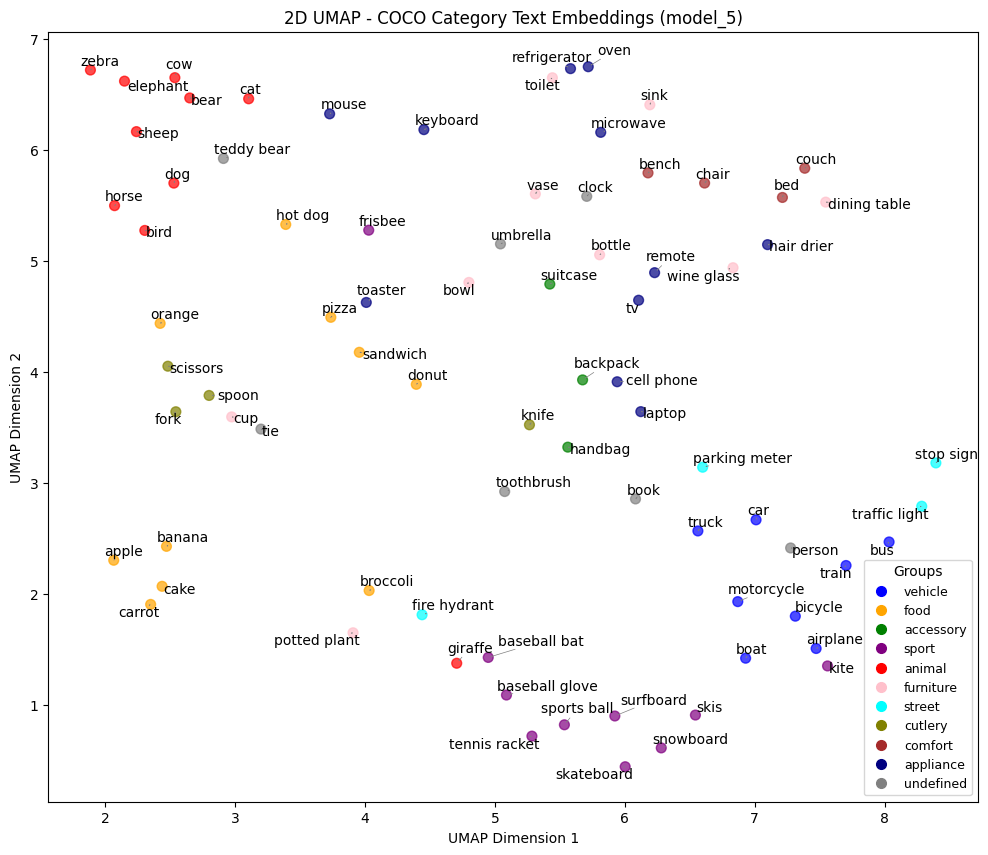 2D UMAP - COCO Category Text Embeddings (model_5)
7
zebra
elephant
cow
bear
cat
sheep
teddy bear
dog
horse
bird
mouse
keyboard
refrigerator
oven
toilet
sink
microwave
bench
chair
couch
bed
dining table
vase
clock
hot dog
frisbee
umbrella
bottle
remote
hair drier
wine glass
suitcase
bowl
tv
toaster
pizza
orange
sandwich
donut
scissors
spoon
fork
cup
tie
backpack
cell phone
laptop
knife
handbag
parking meter
stop sign
toothbrush
book
traffic light
truck
car
person
bus
train
banana
apple
cake
carrot
broccoli
fire hydrant
potted plant
giraffe
baseball bat
motorcycle
bicycle
airplane
boat
kite
baseball glove
sports ball
surfboard
skis
tennis racket
snowboard
skateboard
6
5
4
3
2
1
UMAP Dimension 2
2
3
4
5
6
7
8
UMAP Dimension 1
Groups
vehicle
food
accessory
sport
animal
furniture
street
cutlery
comfort
appliance
undefined